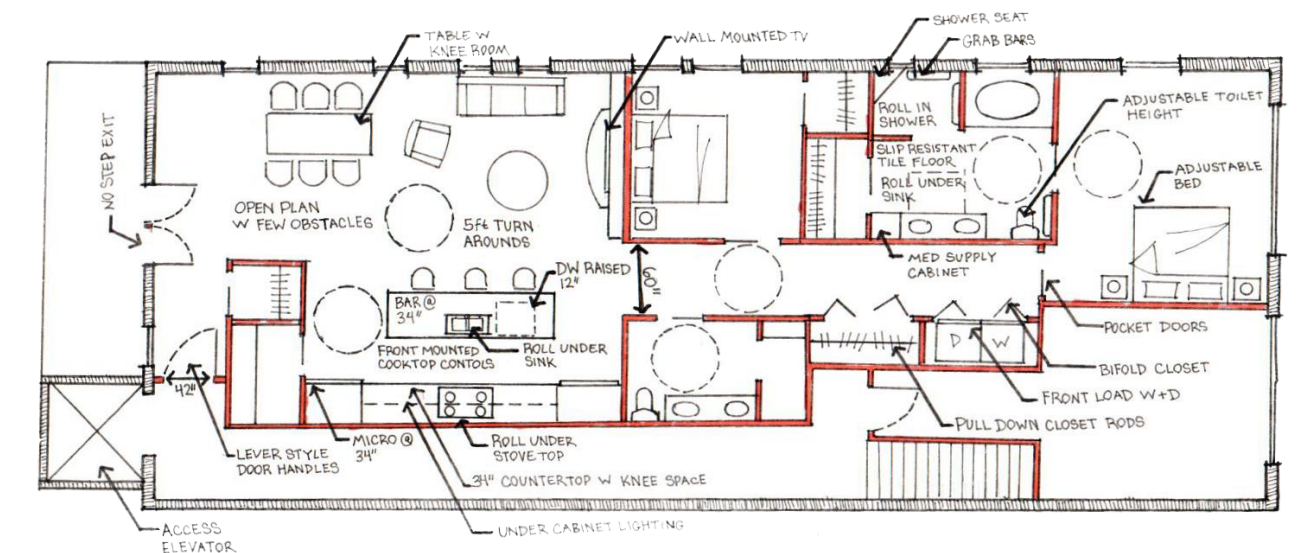 SHOWER SEAT
TABLE W
KNEE ROOM
WALL MOUNTED TV
GRAB BARS
ROLL IN
SHOWER
ADJUSTABLE TOILET
HEIGHT
NO STEP EXIT
SLIP RESISTANT
TILE FLOOR
ROLL UNDER
SINK
ADJUSTABLE
BED
OPEN PLAN
W FEW OBSTACLES
5ft TURN
AROUNDS
MED SUPPLY
CABINET
DW RAISED
12"
60"
BAR @
34"
POCKET DOORS
FRONT MOUNTED
COOKTOP CONTOLS
ROLL UNDER
SINK
D W
BIFOLD CLOSET
42"
FRONT LOAD W+D
PULL DOWN CLOSET RODS
LEVER STYLE
DOOR HANDLES
MICRO @
34"
ROLL UNDER
STOVE TOP
34" COUNTERTOP W KNEE SPACE
UNDER CABINET LIGHTING
ACCESS
ELEVATOR